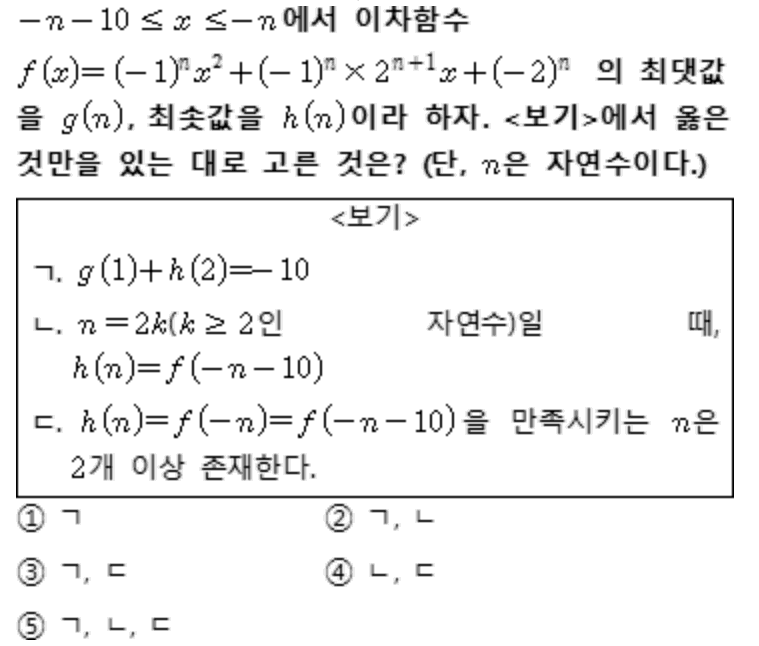 −n−10 ≤ x ≤ −n 에서 이차함수
f(x)=(−1)ⁿx²+(−1)ⁿ×2ⁿ⁺¹x+(−2)ⁿ 의 최댓값
을 g(n), 최솟값을 h(n)이라 하자. <보기>에서 옳은
것만을 있는 대로 고른 것은? (단, n은 자연수이다.)
<보기>
ㄱ. g(1)+h(2)=−10
ㄴ. n=2k(k ≥ 2인 자연수)일 때,
h(n)=f(−n−10)
ㄷ. h(n)=f(−n)=f(−n−10)을 만족시키는 n은
2개 이상 존재한다.
① ㄱ ② ㄱ, ㄴ
③ ㄱ, ㄷ ④ ㄴ, ㄷ
⑤ ㄱ, ㄴ, ㄷ